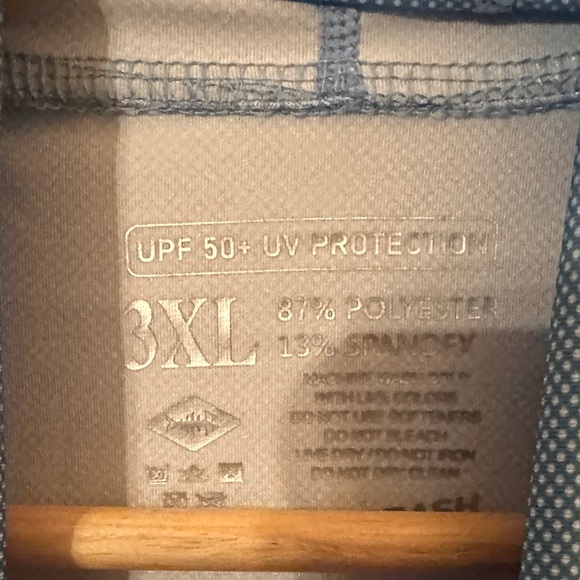 UPF 50+ UV PROTECTION
3XL
87% POLYESTER
13% SPANDEX
MACHINE WASH COLD
WITH LIKE COLORS
DO NOT USE SOFTENERS
DO NOT BLEACH
LINE DRY / DO NOT IRON
DO NOT DRY CLEAN